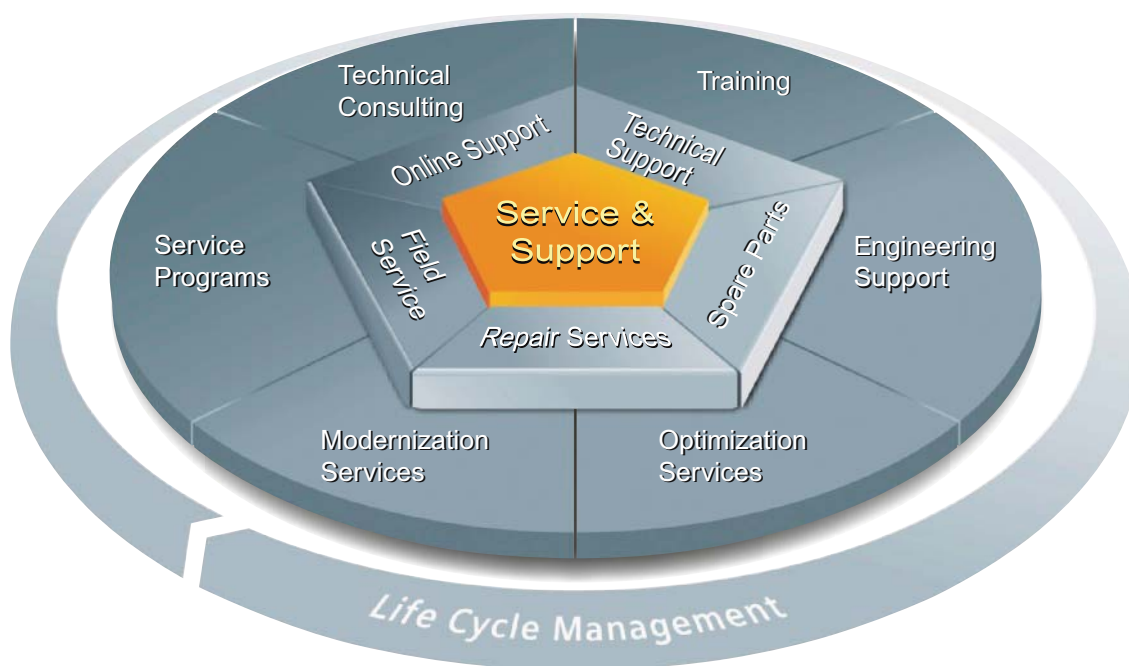 Technical
Consulting
Training
Online Support
Technical
Support
Service &
Support
Field
Service
Spare Parts
Service
Programs
Engineering
Support
Repair Services
Modernization
Services
Optimization
Services
Life Cycle Management